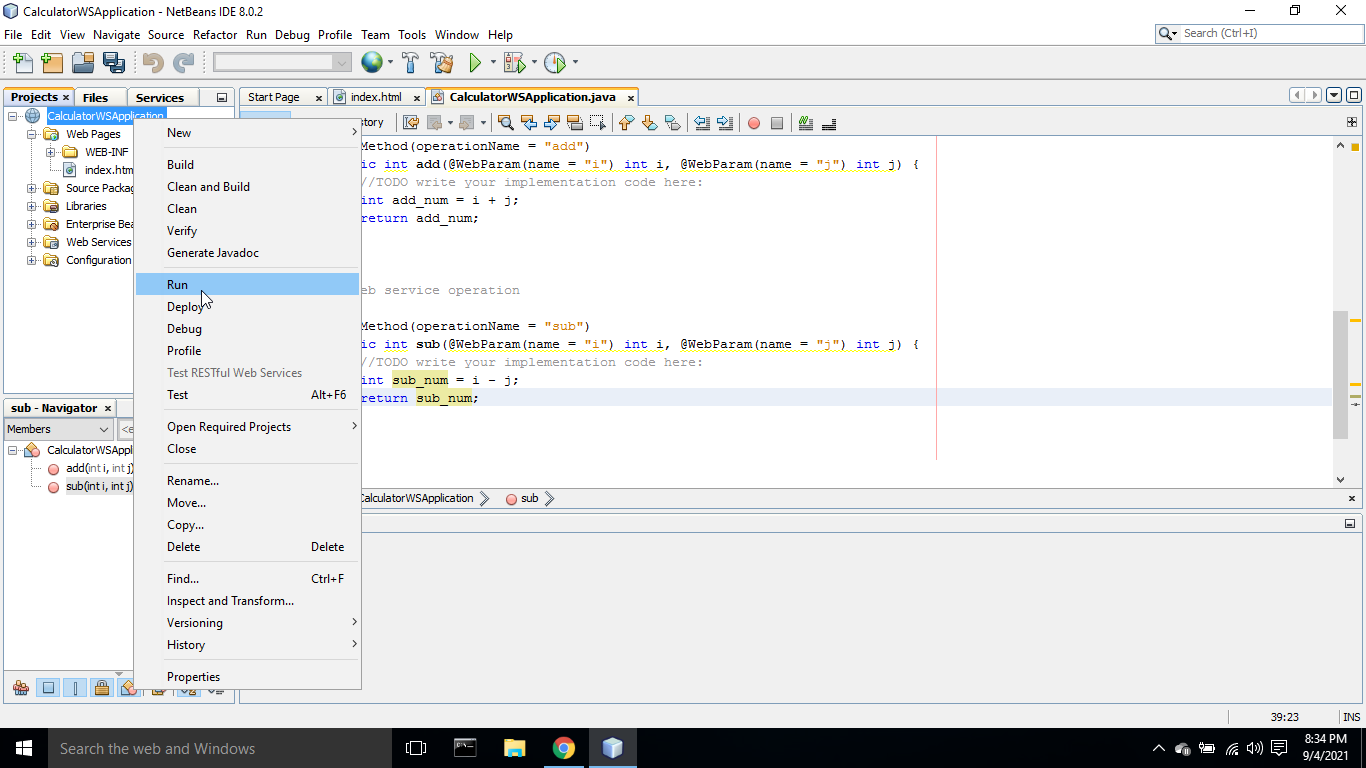 CalculatorWSApplication - NetBeans IDE 8.0.2
File Edit View Navigate Source Refactor Run Debug Profile Team Tools Window Help
Search (Ctrl+I)
Projects Files Services
Start Page index.html CalculatorWSApplication.java
CalculatorWSApplication
Web Pages
WEB-INF
index.htm
Source Packag
Libraries
Enterprise Bea
Web Services
Configuration
New
Build
Clean and Build
Clean
Verify
Generate Javadoc
Run
Deploy
Debug
Profile
Test RESTful Web Services
Test Alt+F6
Open Required Projects
Close
Rename...
Move...
Copy...
Delete Delete
Find... Ctrl+F
Inspect and Transform...
Versioning
History
Properties
story
Method(operationName = "add")
ic int add(@WebParam(name = "i") int i, @WebParam(name = "j") int j) {
//TODO write your implementation code here:
int add_num = i + j;
return add_num;
eb service operation
Method(operationName = "sub")
ic int sub(@WebParam(name = "i") int i, @WebParam(name = "j") int j) {
//TODO write your implementation code here:
int sub_num = i - j;
return sub_num;
CalculatorWSApplication sub
sub - Navigator
Members <e
CalculatorWSAppl
add(int i, int j)
sub(int i, int j)
39:23 INS
Search the web and Windows
8:34 PM
9/4/2021